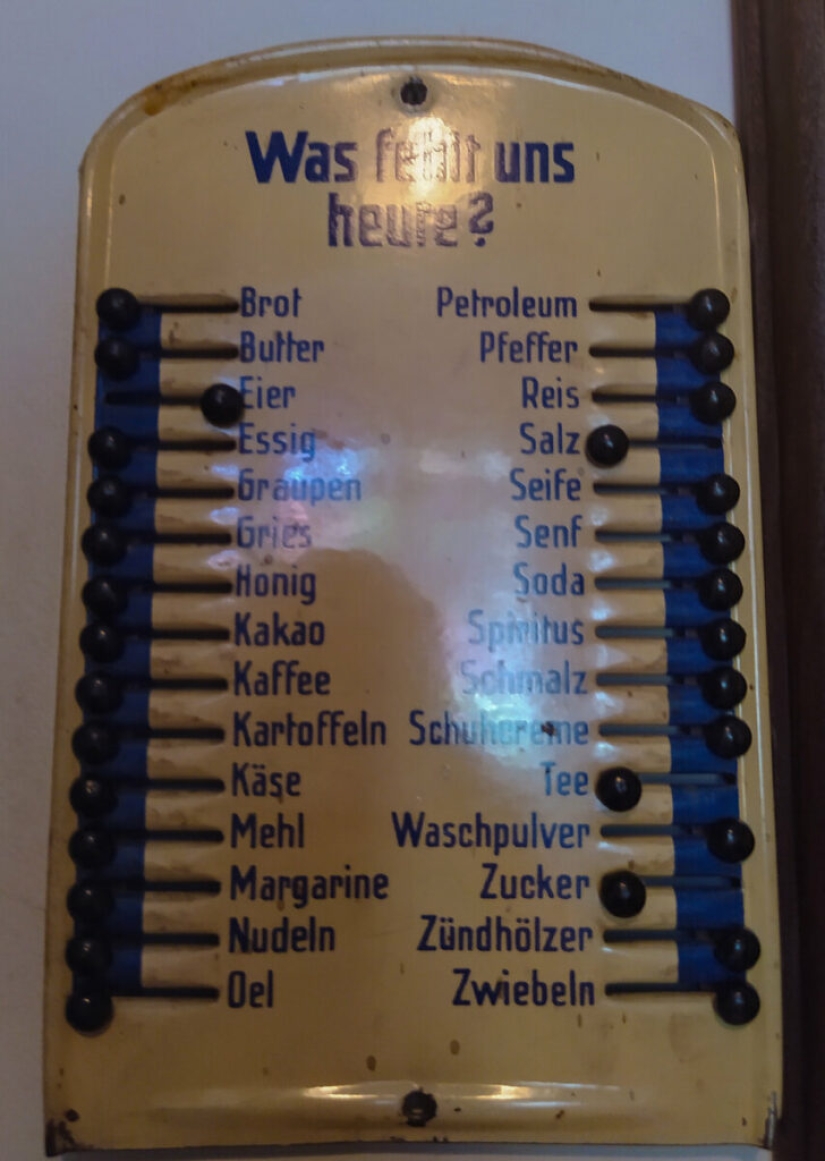 Was fehlt uns
heute?
Brot
Butter
Eier
Essig
Graupen
Gries
Honig
Kakao
Kaffee
Kartoffeln
Käse
Mehl
Margarine
Nudeln
Oel
Petroleum
Pfeffer
Reis
Salz
Seife
Senf
Soda
Spiritus
Schmalz
Schuhcreme
Tee
Waschpulver
Zucker
Zündhölzer
Zwiebeln